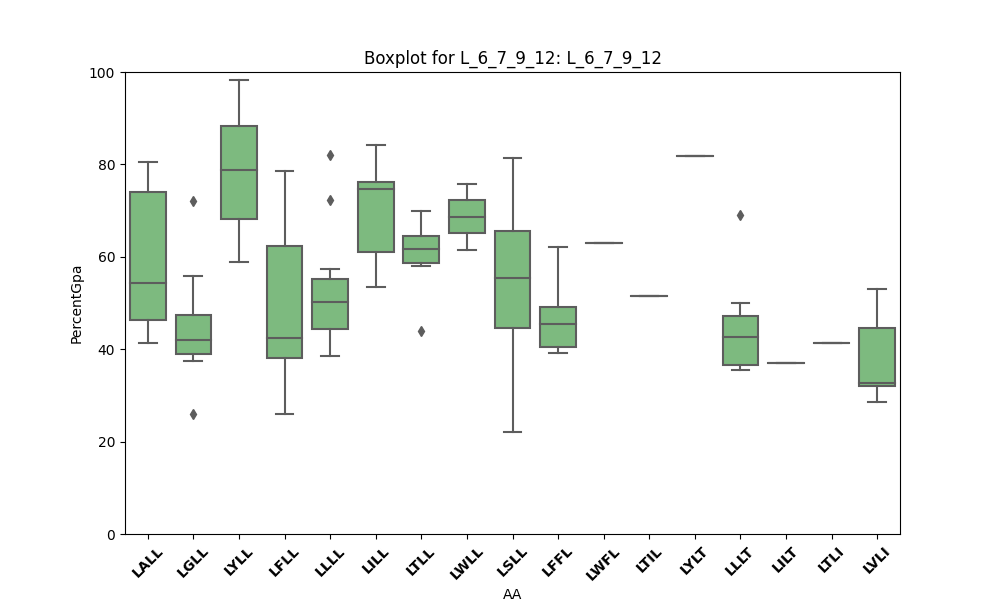 Boxplot for L_6_7_9_12: L_6_7_9_12
100
80
60
40
20
0
PercentGpa
LALL LGLL LYLL LFLL LLLL LILL LTLL LWLL LSLL LFFL LWFL LTIL LYLT LLLT LILT LTLI LVLI
AA